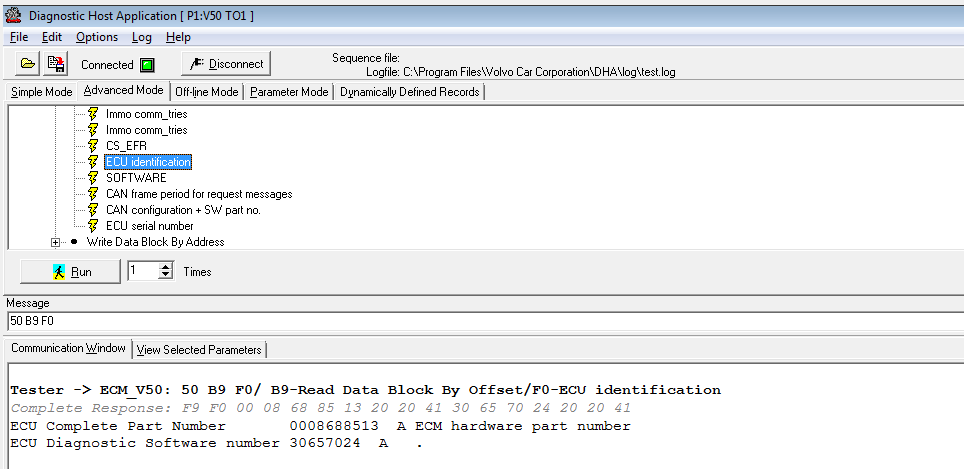 Diagnostic Host Application [ P1:V50 TO1 ]
File Edit Options Log Help
Connected Disconnect Sequence file:
Logfile: C:\Program Files\Volvo Car Corporation\DHA\log\test.log
Simple Mode Advanced Mode Off-line Mode Parameter Mode Dynamically Defined Records
Immo comm_tries
Immo comm_tries
CS_EFR
ECU identification
SOFTWARE
CAN frame period for request messages
CAN configuration + SW part no.
ECU serial number
Write Data Block By Address
Run 1 Times
Message
50 B9 F0
Communication Window View Selected Parameters
Tester -> ECM_V50: 50 B9 F0/ B9-Read Data Block By Offset/F0-ECU identification
Complete Response: F9 F0 00 08 68 85 13 20 20 41 30 65 70 24 20 20 41
ECU Complete Part Number 0008688513 A ECM hardware part number
ECU Diagnostic Software number 30657024 A .